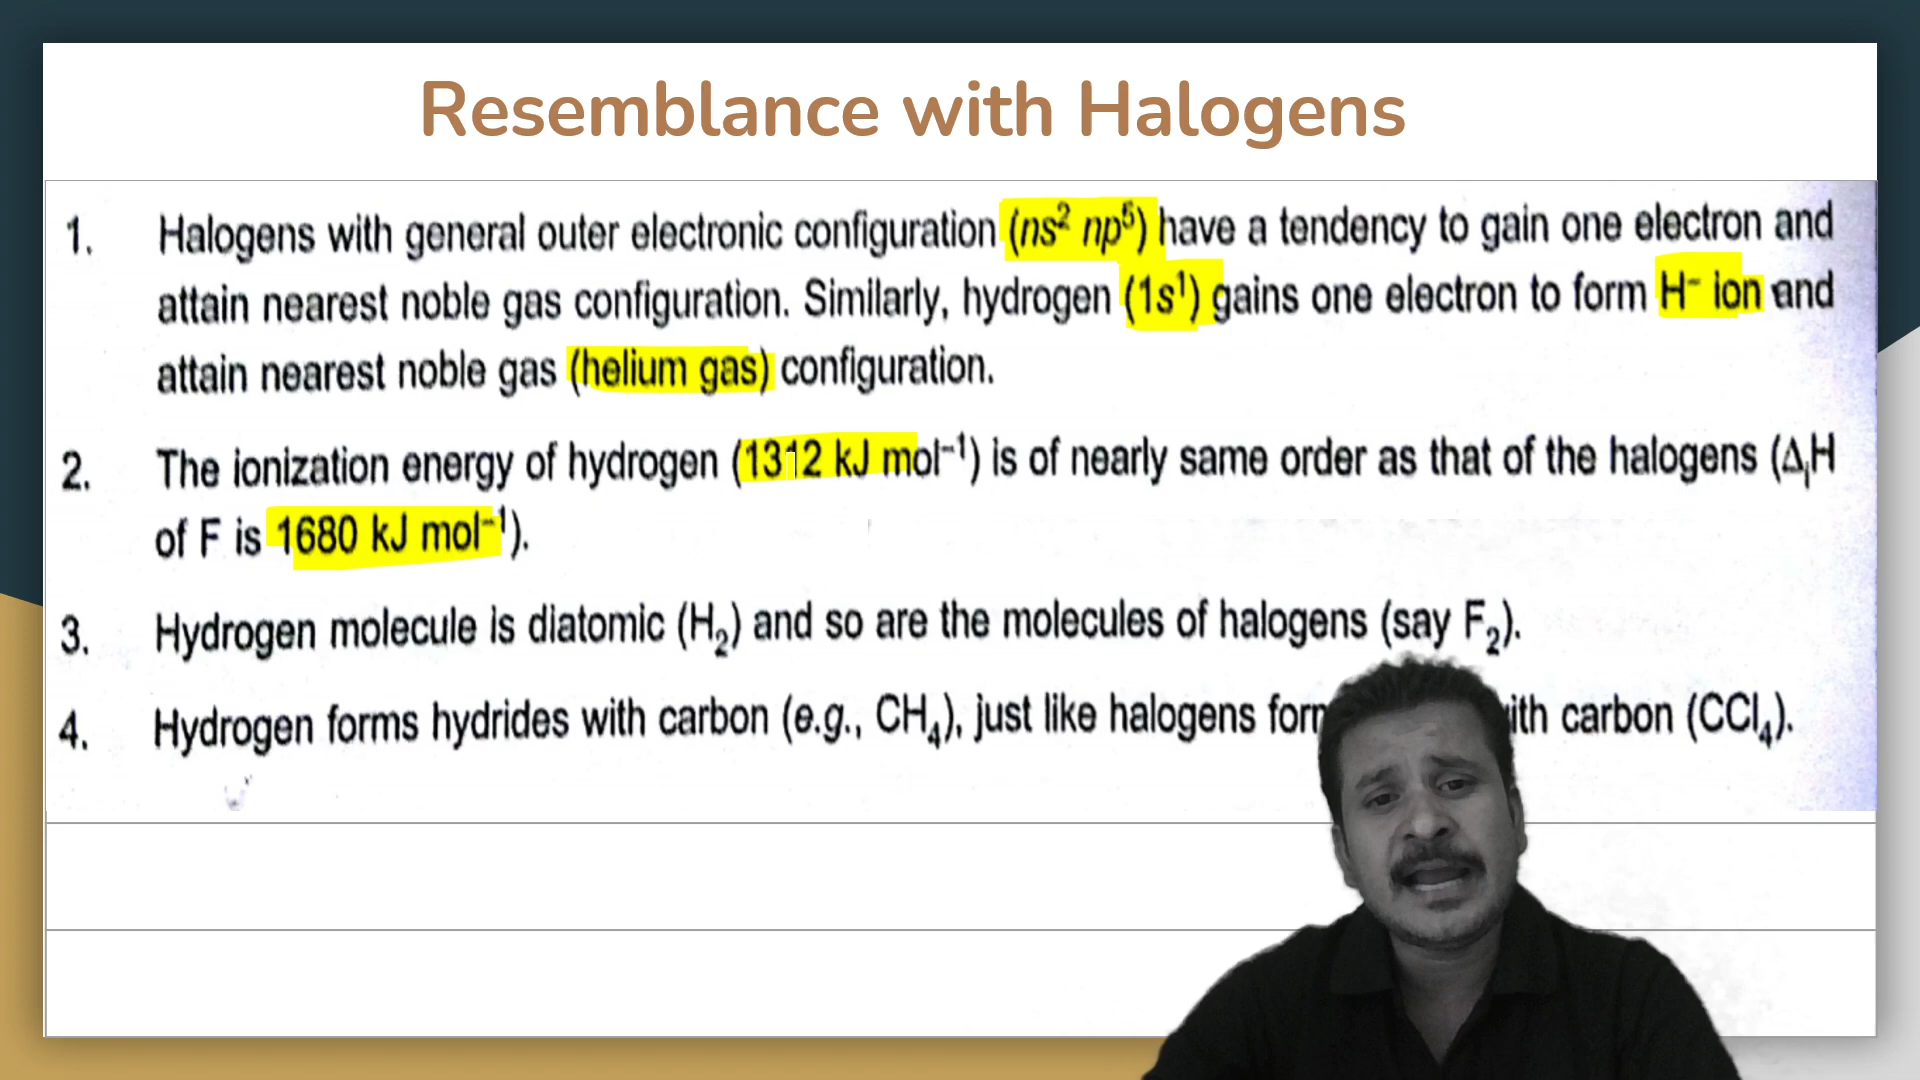 Resemblance with Halogens
1. Halogens with general outer electronic configuration (ns² np⁵) have a tendency to gain one electron and
attain nearest noble gas configuration. Similarly, hydrogen (1s¹) gains one electron to form H⁻ ion and
attain nearest noble gas (helium gas) configuration.
2. The ionization energy of hydrogen (1312 kJ mol⁻¹) is of nearly same order as that of the halogens (ΔᵢH
of F is 1680 kJ mol⁻¹).
3. Hydrogen molecule is diatomic (H₂) and so are the molecules of halogens (say F₂).
4. Hydrogen forms hydrides with carbon (e.g., CH₄), just like halogens carbon (CCl₄).